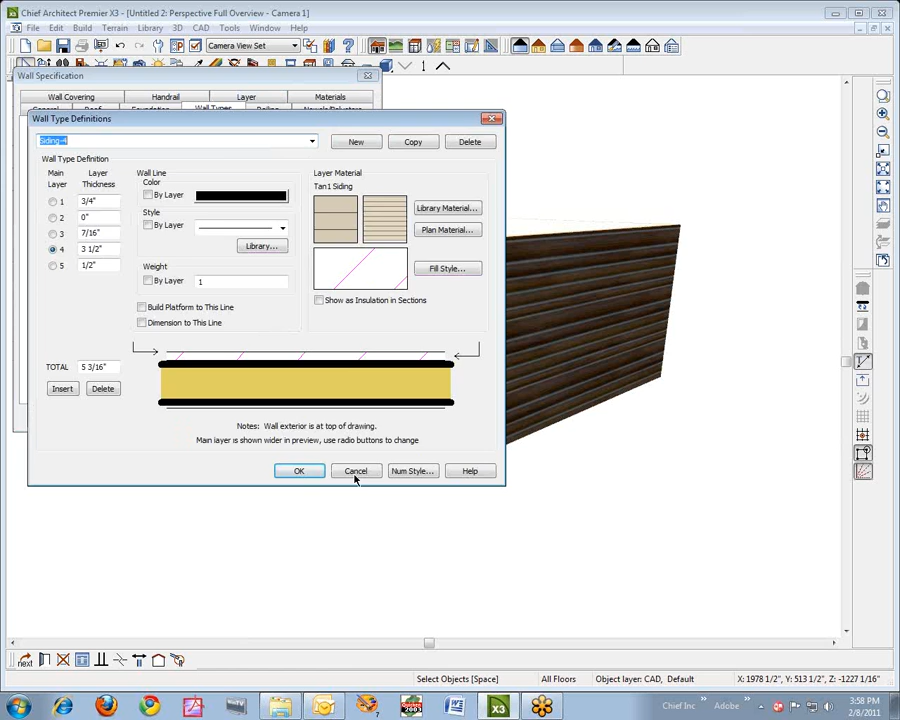 Chief Architect Premier X3 - [Untitled 2: Perspective Full Overview - Camera 1]
File Edit Build Terrain Library 3D CAD Tools Window Help
Camera View Set
1
Wall Specification
Wall Covering Handrail Layer Materials
Wall Types
Wall Type Definitions
Siding-4
New Copy Delete
Wall Type Definition
Main Layer
Layer Thickness
1 3/4"
2 0"
3 7/16"
4 3 1/2"
5 1/2"
TOTAL 5 3/16"
Insert Delete
Wall Line
Color
By Layer
Style
By Layer
Library...
Weight
By Layer 1
Build Platform to This Line
Dimension to This Line
Layer Material
Tan1 Siding
Library Material...
Plan Material...
Fill Style...
Show as Insulation in Sections
Notes: Wall exterior is at top of drawing.
Main layer is shown wider in preview, use radio buttons to change
OK Cancel Num Style... Help
next
Select Objects [Space] All Floors Object layer: CAD, Default X: 1978 1/2", Y: 513 1/2", Z: -1227 1/16"
Chief Inc Adobe
3:58 PM
2/8/2011